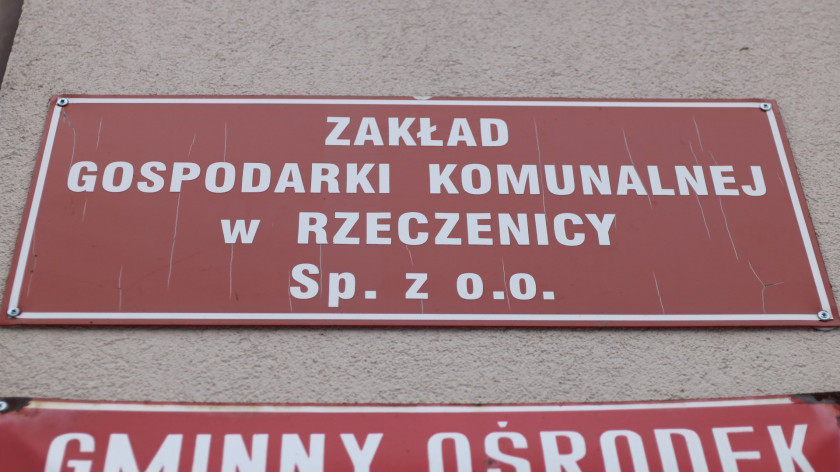 ZAKŁAD
GOSPODARKI KOMUNALNEJ
w RZECZENICY
Sp. z o.o.
GMINNY OŚRODEK